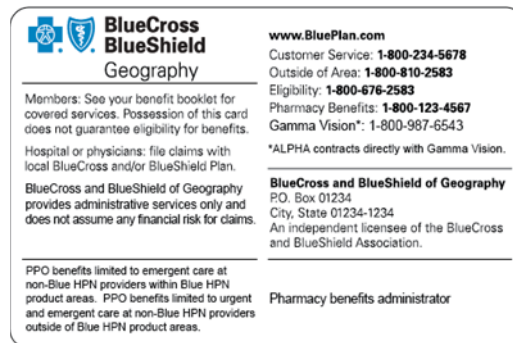 BlueCross
BlueShield
Geography
Members: See your benefit booklet for
covered services. Possession of this card
does not guarantee eligibility for benefits.
Hospital or physicians: file claims with
local BlueCross and/or BlueShield Plan.
BlueCross and BlueShield of Geography
provides administrative services only and
does not assume any financial risk for claims.
PPO benefits limited to emergent care at
non-Blue HPN providers within Blue HPN
product areas. PPO benefits limited to urgent
and emergent care at non-Blue HPN providers
outside of Blue HPN product areas.
www.BluePlan.com
Customer Service: 1-800-234-5678
Outside of Area: 1-800-810-2583
Eligibility: 1-800-676-2583
Pharmacy Benefits: 1-800-123-4567
Gamma Vision*: 1-800-987-6543
*ALPHA contracts directly with Gamma Vision.
BlueCross and BlueShield of Geography
P.O. Box 01234
City, State 01234-1234
An independent licensee of the BlueCross
and BlueShield Association.
Pharmacy benefits administrator